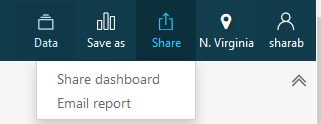 Data Save as Share N. Virginia sharab
Share dashboard
Email report